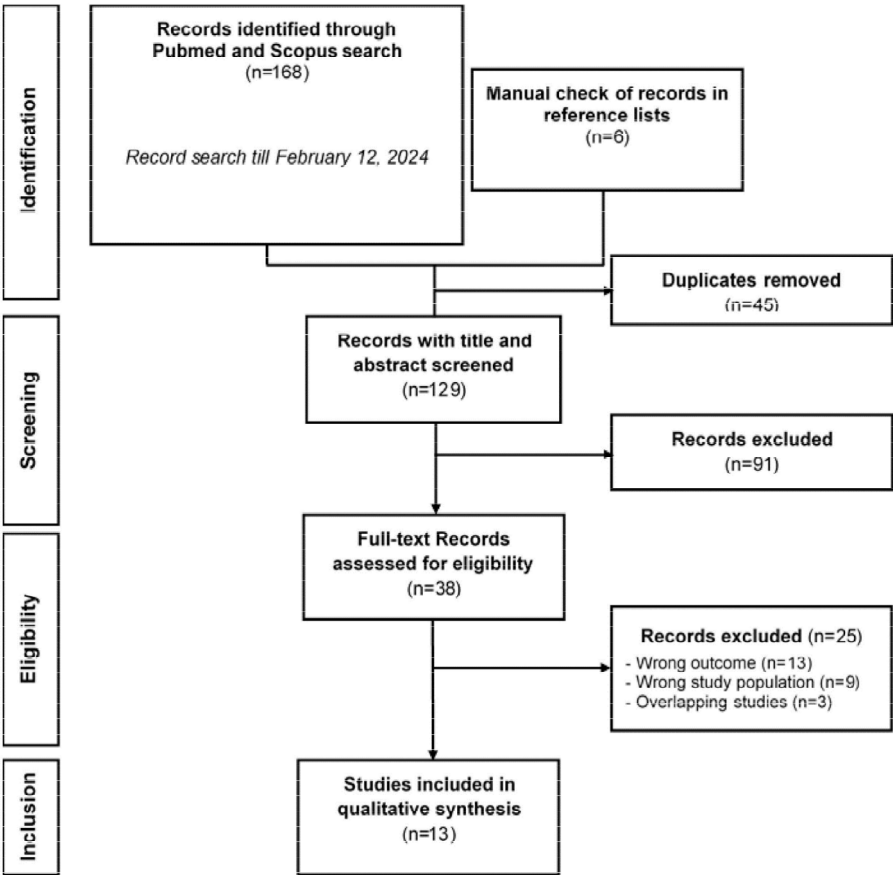 Identification
Records identified through
Pubmed and Scopus search
(n=168)
Record search till February 12, 2024
Manual check of records in
reference lists
(n=6)
Duplicates removed
(n=45)
Screening
Records with title and
abstract screened
(n=129)
Records excluded
(n=91)
Eligibility
Full-text Records
assessed for eligibility
(n=38)
Records excluded (n=25)
- Wrong outcome (n=13)
- Wrong study population (n=9)
- Overlapping studies (n=3)
Inclusion
Studies included in
qualitative synthesis
(n=13)